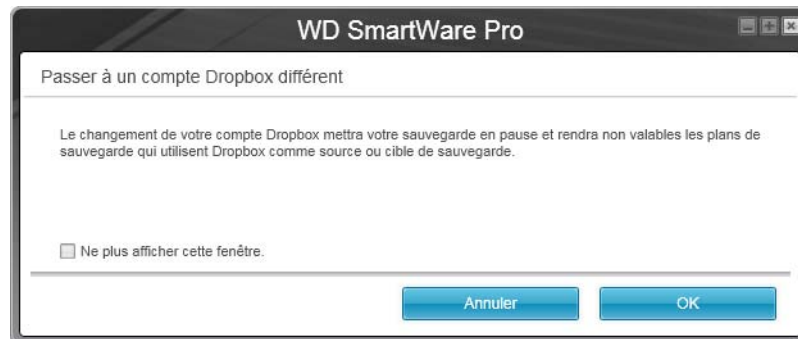 WD SmartWare Pro
Passer à un compte Dropbox différent
Le changement de votre compte Dropbox mettra votre sauvegarde en pause et rendra non valables les plans de
sauvegarde qui utilisent Dropbox comme source ou cible de sauvegarde.
Ne plus afficher cette fenêtre.
Annuler
OK